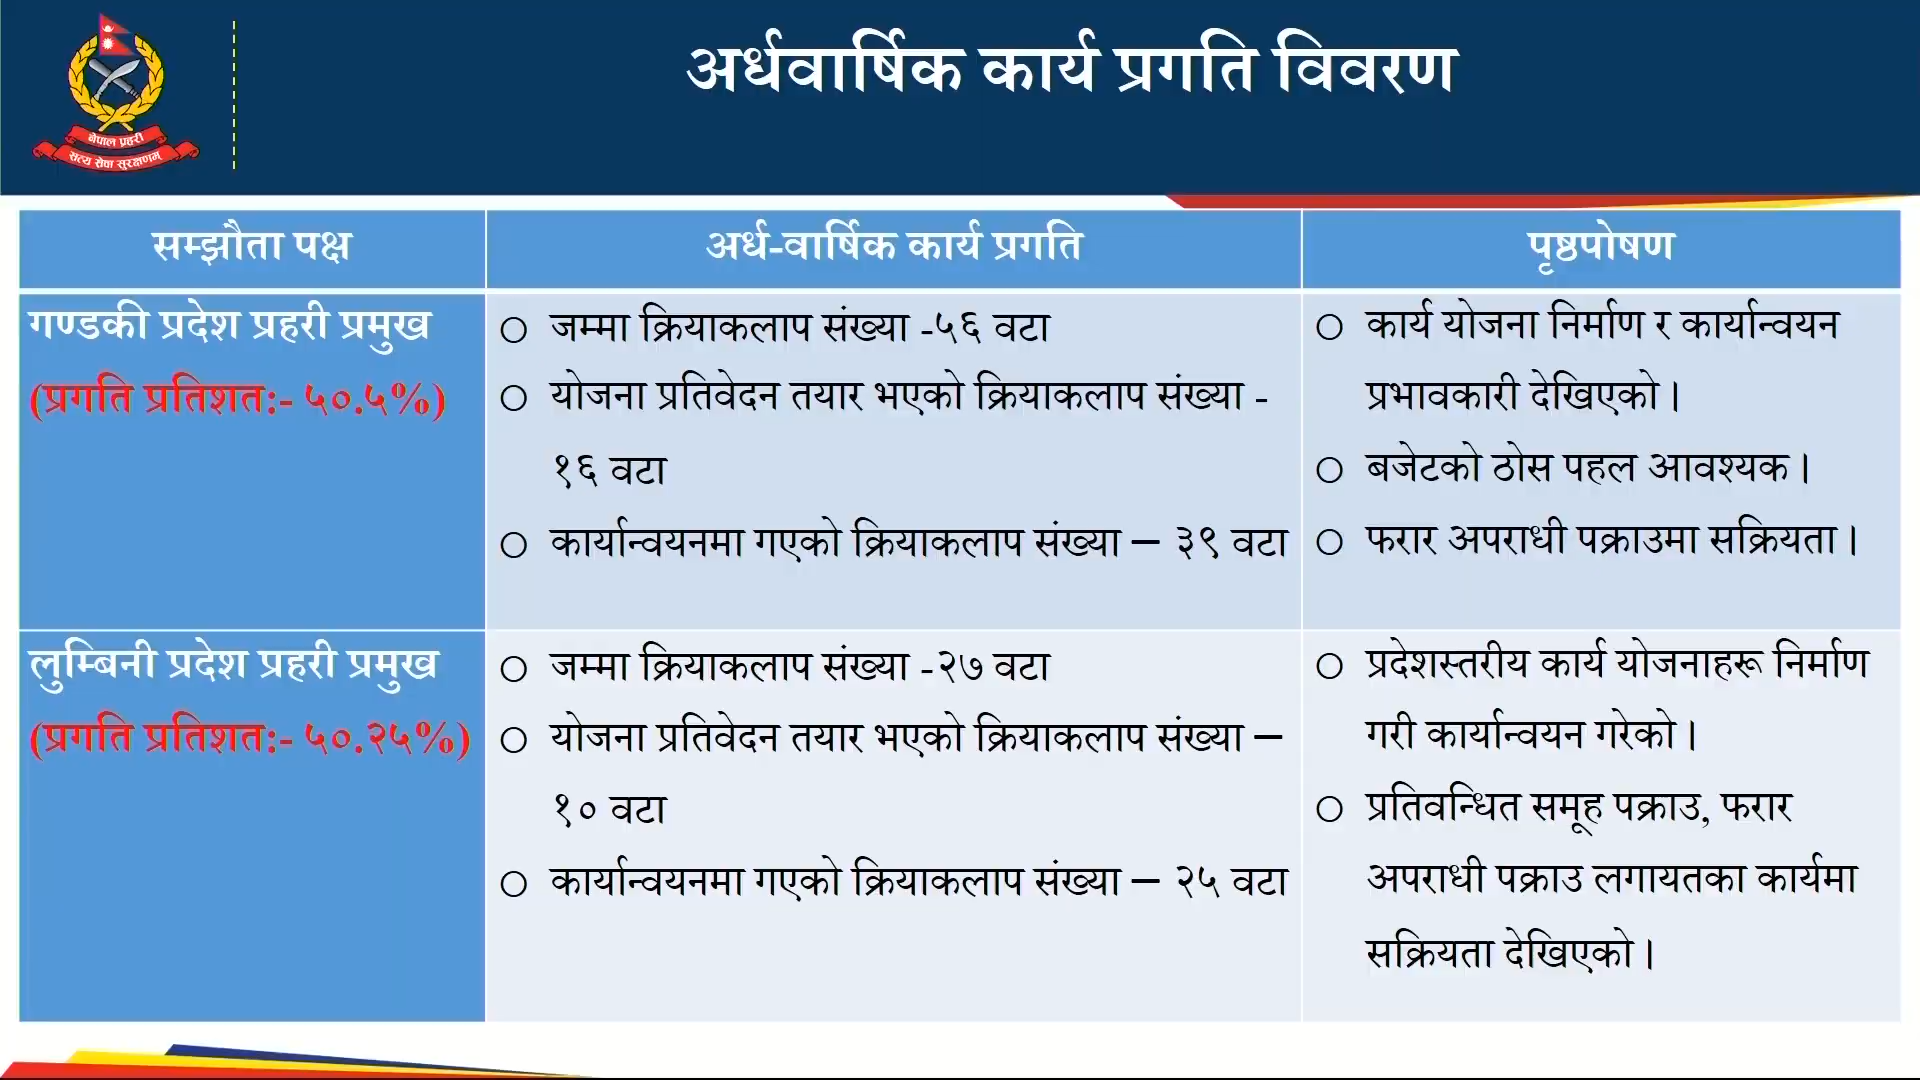 नेपाल प्रहरी
सत्य सेवा सुरक्षणम्
अर्धवार्षिक कार्य प्रगति विवरण
सम्झौता पक्ष
अर्ध-वार्षिक कार्य प्रगति
पृष्ठपोषण
गण्डकी प्रदेश प्रहरी प्रमुख
(प्रगति प्रतिशत:- ५०.५%)
○ जम्मा क्रियाकलाप संख्या -५६ वटा
○ योजना प्रतिवेदन तयार भएको क्रियाकलाप संख्या -
१६ वटा
○ कार्यान्वयनमा गएको क्रियाकलाप संख्या – ३९ वटा
○ कार्य योजना निर्माण र कार्यान्वयन
प्रभावकारी देखिएको।
○ बजेटको ठोस पहल आवश्यक।
○ फरार अपराधी पक्राउमा सक्रियता।
लुम्बिनी प्रदेश प्रहरी प्रमुख
(प्रगति प्रतिशत:- ५०.२५%)
○ जम्मा क्रियाकलाप संख्या -२७ वटा
○ योजना प्रतिवेदन तयार भएको क्रियाकलाप संख्या –
१० वटा
○ कार्यान्वयनमा गएको क्रियाकलाप संख्या – २५ वटा
○ प्रदेशस्तरीय कार्य योजनाहरू निर्माण
गरी कार्यान्वयन गरेको।
○ प्रतिवन्धित समूह पक्राउ, फरार
अपराधी पक्राउ लगायतका कार्यमा
सक्रियता देखिएको।